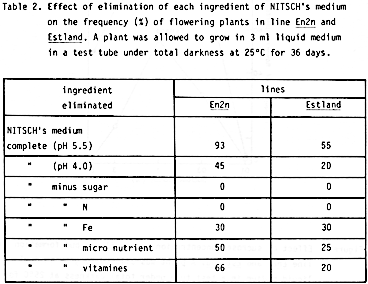 Table 2. Effect of elimination of each ingredient of NITSCH's medium
on the frequency (%) of flowering plants in line En2n and
Estland. A plant was allowed to grow in 3 ml liquid medium
in a test tube under total darkness at 25°C for 36 days.
ingredient eliminated lines
En2n Estland
NITSCH's medium
complete (pH 5.5) 93 55
" (pH 4.0) 45 20
" minus sugar 0 0
" " N 0 0
" " Fe 30 30
" " micro nutrient 50 25
" " vitamines 66 20